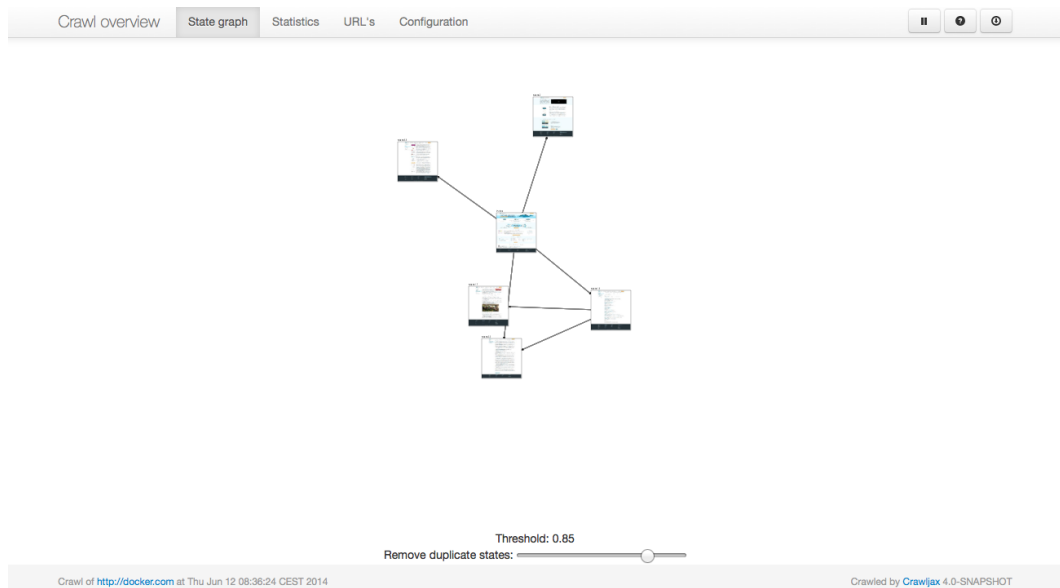 Crawl overview
State graph
Statistics
URL's
Configuration
Threshold: 0.85
Remove duplicate states:
Crawl of http://docker.com at Thu Jun 12 08:36:24 CEST 2014
Crawled by Crawljax 4.0-SNAPSHOT